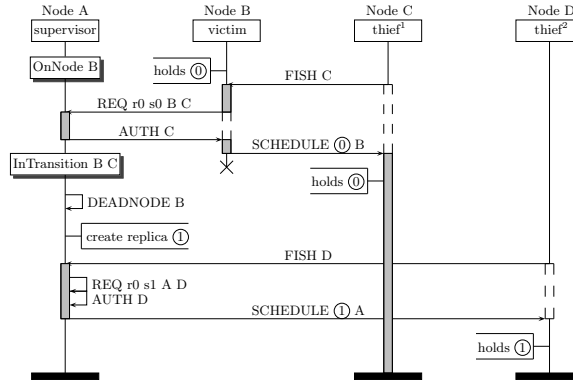 Node A Node B Node C Node D
supervisor victim thief¹ thief²
OnNode B
holds ⓪
FISH C
REQ r0 s0 B C
AUTH C
SCHEDULE ⓪ B
InTransition B C
holds ⓪
DEADNODE B
create replica ①
FISH D
REQ r0 s1 A D
AUTH D
SCHEDULE ① A
holds ①